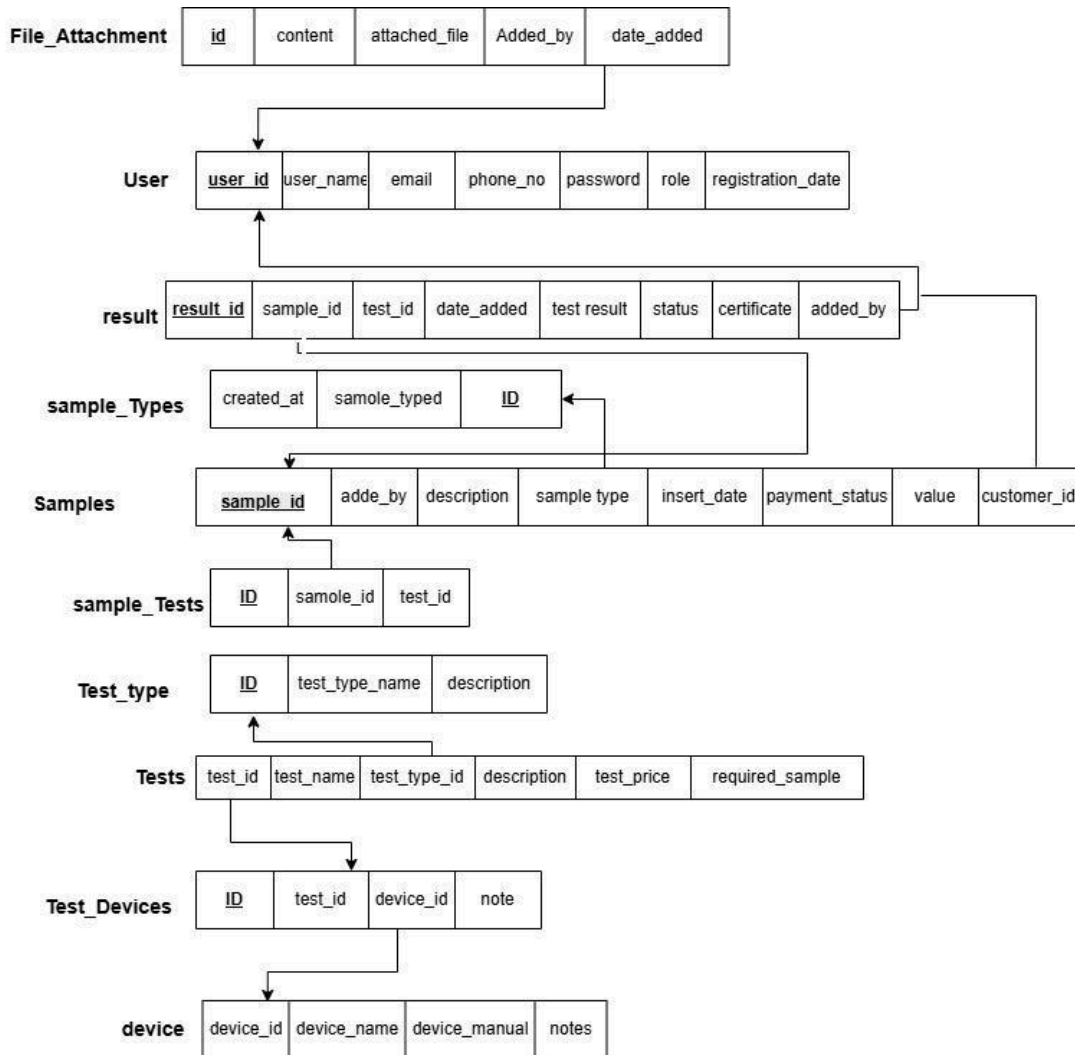 File_Attachment id content attached_file Added_by date_added
User user_id user_name email phone_no password role registration_date
result result_id sample_id test_id date_added test result status certificate added_by
L
sample_Types created_at samole_typed ID
Samples sample_id adde_by description sample type insert_date payment_status value customer_id
sample_Tests ID samole_id test_id
Test_type ID test_type_name description
Tests test_id test_name test_type_id description test_price required_sample
Test_Devices ID test_id device_id note
device device_id device_name device_manual notes